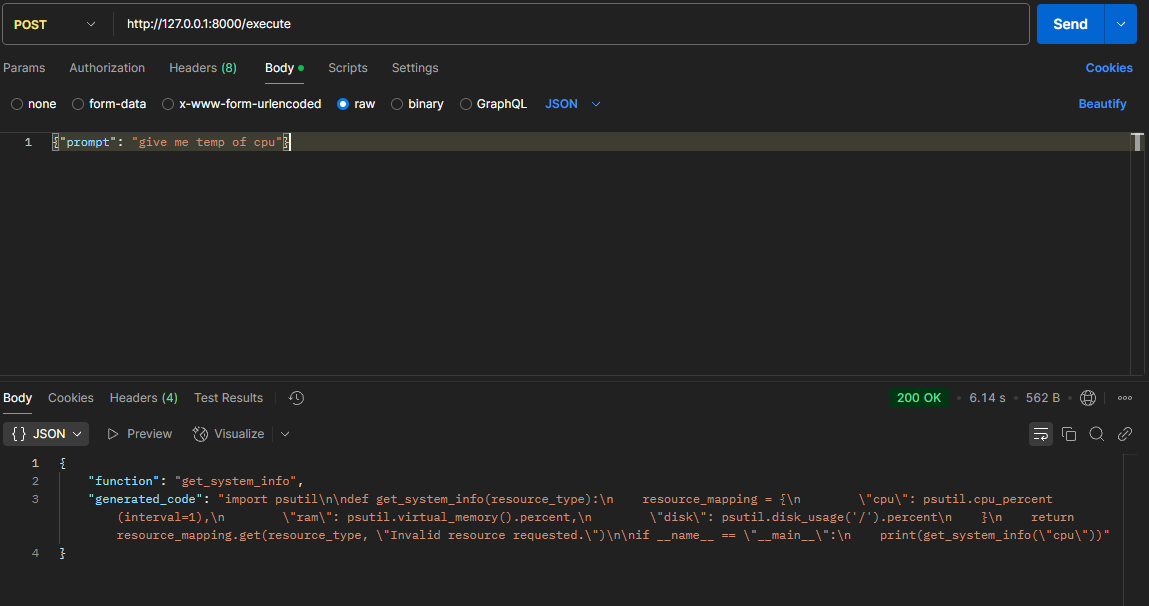 POST http://127.0.0.1:8000/execute Send
Params Authorization Headers (8) Body Scripts Settings Cookies
none form-data x-www-form-urlencoded raw binary GraphQL JSON Beautify
1 {"prompt": "give me temp of cpu"}
Body Cookies Headers (4) Test Results 200 OK • 6.14 s • 562 B
{} JSON Preview Visualize
1 {
2 "function": "get_system_info",
3 "generated_code": "import psutil\n\ndef get_system_info(resource_type):\n    resource_mapping = {\n        \"cpu\": psutil.cpu_percent
(interval=1),\n        \"ram\": psutil.virtual_memory().percent,\n        \"disk\": psutil.disk_usage('/').percent\n    }\n    return
resource_mapping.get(resource_type, \"Invalid resource requested.\")\n\nif __name__ == \"__main__\":\n    print(get_system_info(\"cpu\"))"
4 }